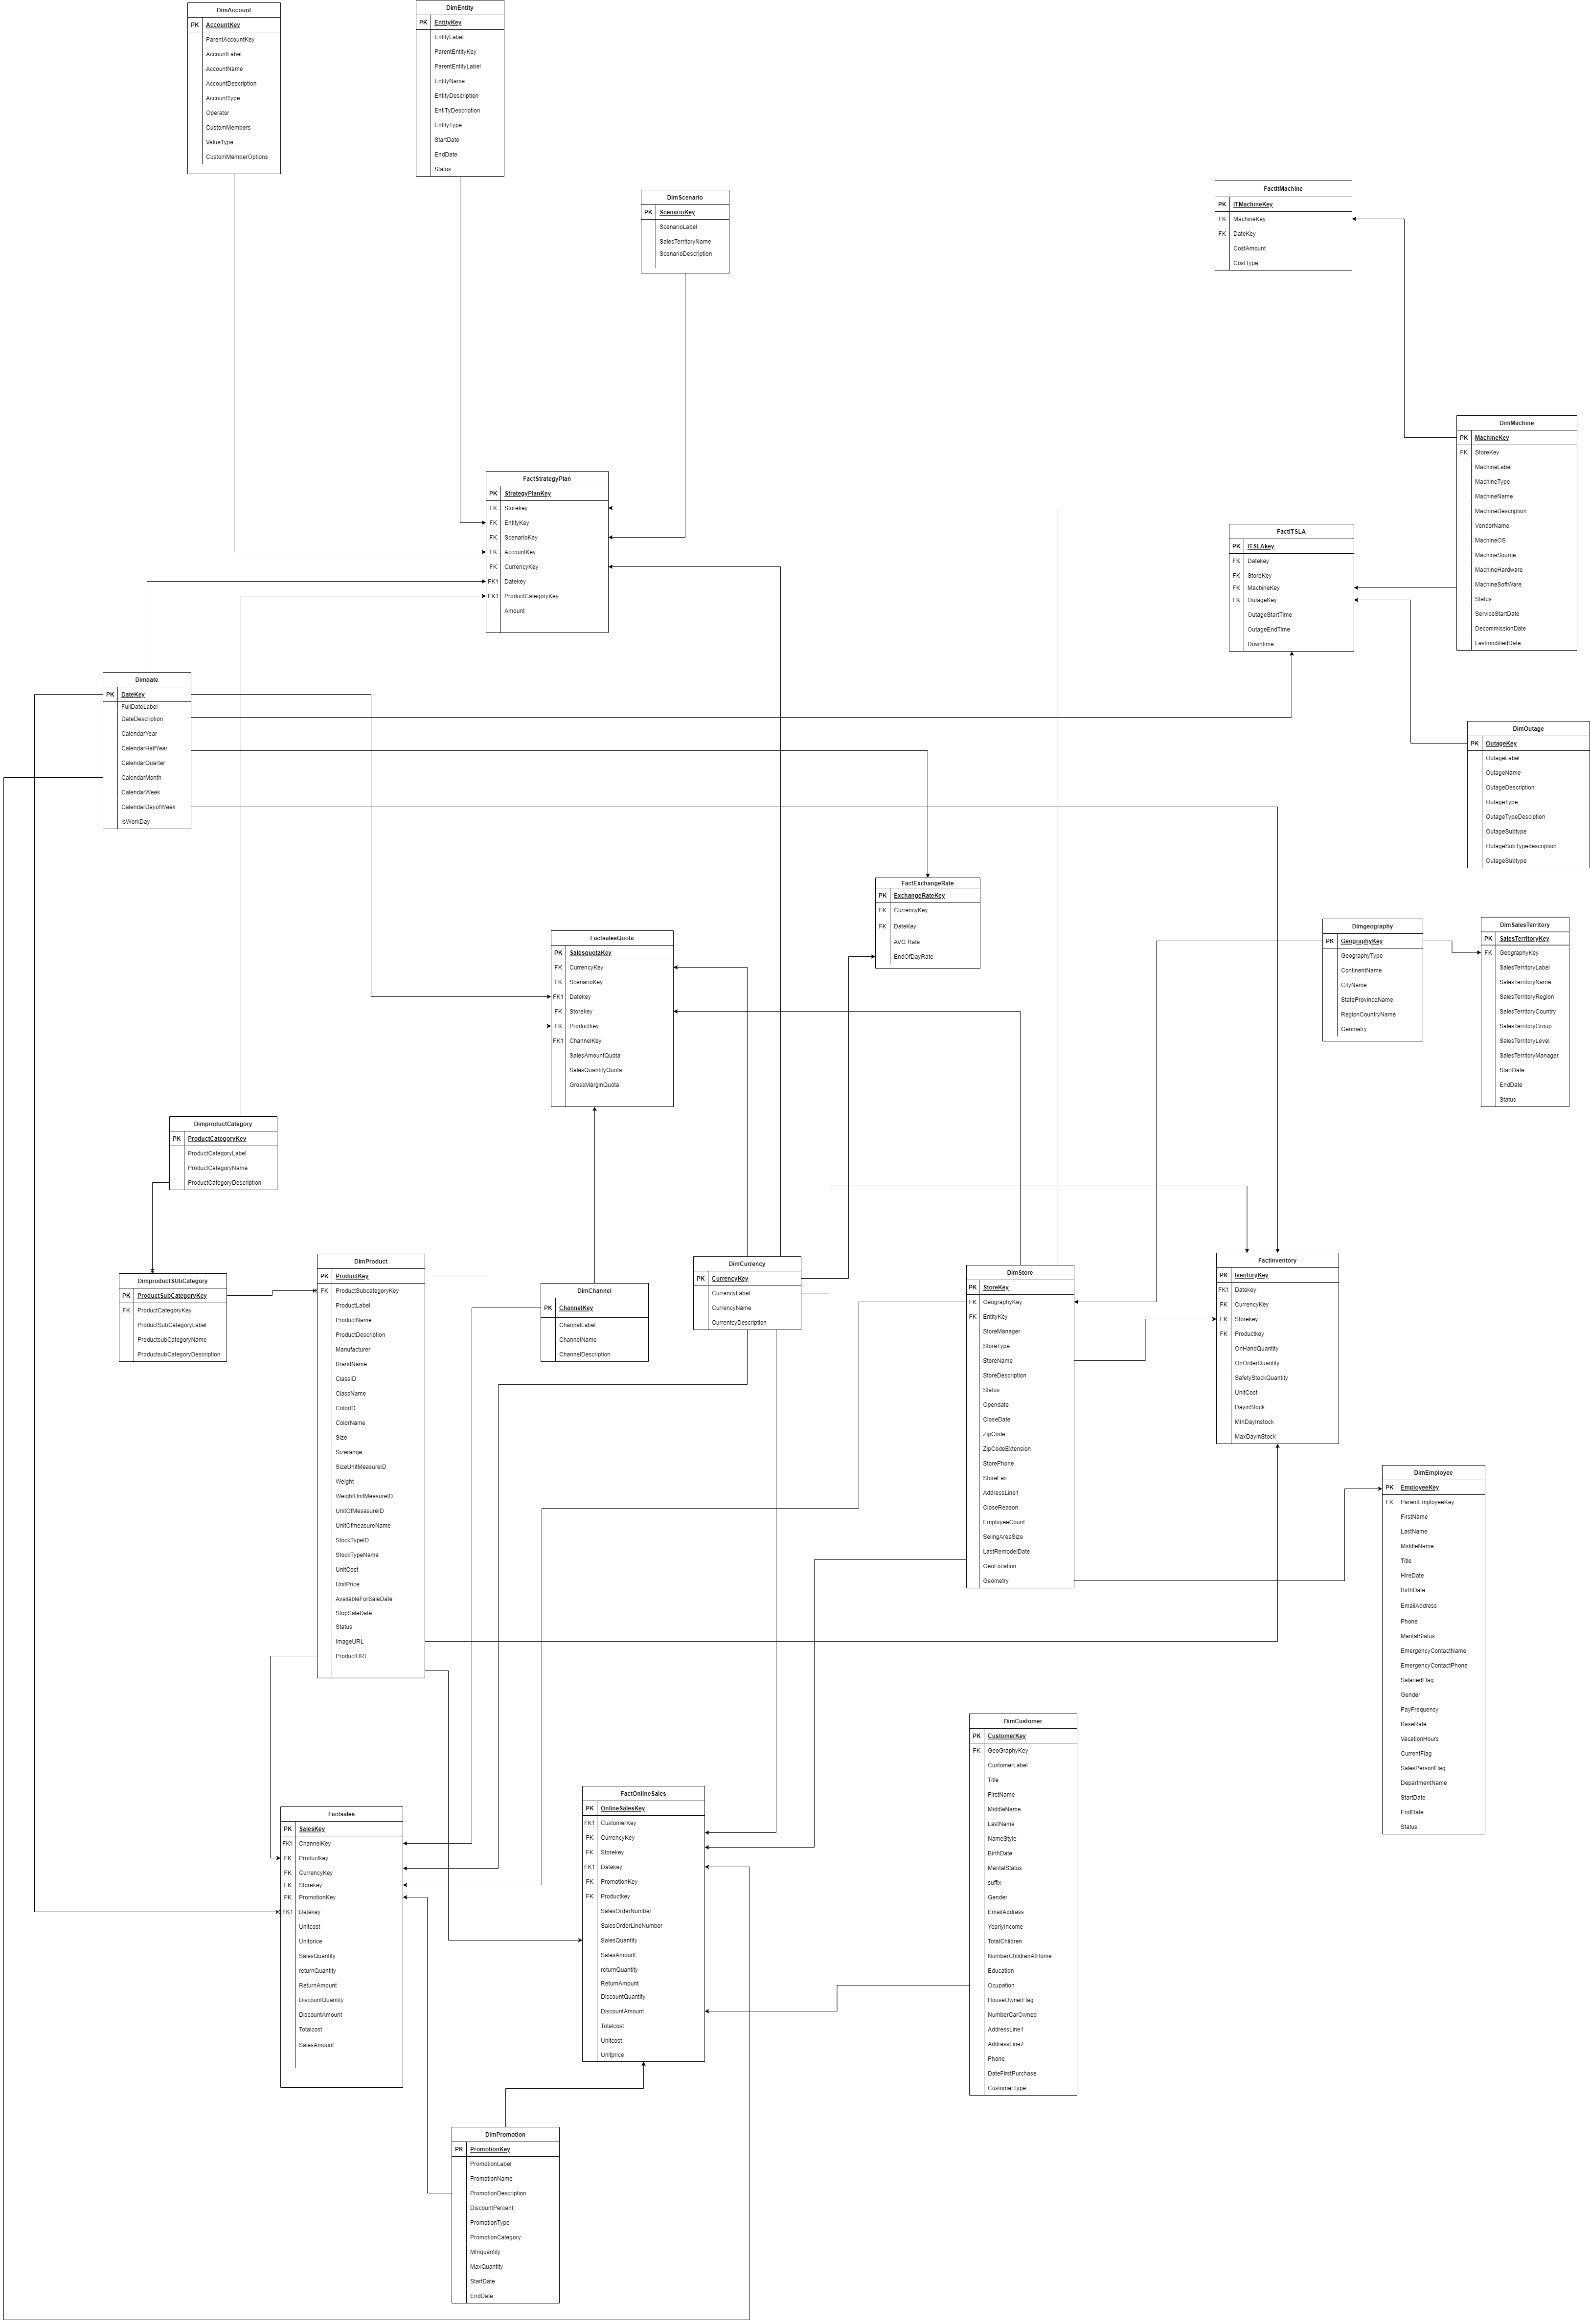 DimAccount
PK AccountKey
ParentAccountKey
AccountLabel
AccountName
AccountDescription
AccountType
Operator
CustomMembers
ValueType
CustomMemberOptions
DimEntity
PK EntityKey
EntityLabel
ParentEntityKey
ParentEntityLabel
EntityName
EntityDescription
EntiTyDescription
EntityType
StartDate
EndDate
Status
DimScenario
PK ScenarioKey
ScenarioLabel
SalesTerritoryName
ScenarioDescription
FactItMachine
PK ITMachineKey
FK MachineKey
FK DateKey
CostAmount
CostType
DimMachine
PK MachineKey
FK StoreKey
MachineLabel
MachineType
MachineName
MachineDescription
VendorName
MachineOS
MachineSource
MachineHardware
MachineSoftWare
Status
ServiceStartDate
DecommissionDate
LastmodifiedDate
FactStrategyPlan
PK StrategyPlanKey
FK Storekey
FK EntityKey
FK ScenarioKey
FK AccountKey
FK CurrencyKey
FK1 Datekey
FK1 ProductCategoryKey
Amount
FactITSLA
PK ITSLAkey
FK Datekey
FK StoreKey
FK MachineKey
FK OutageKey
OutageStartTime
OutageEndTime
Downtime
Dimdate
PK DateKey
FullDateLabel
DateDescription
CalendarYear
CalendarHalfYear
CalendarQuarter
CalendarMonth
CalendarWeek
CalendarDayofWeek
IsWorkDay
DimOutage
PK OutageKey
OutageLabel
OutageName
OutageDescription
OutageType
OutageTypeDesciption
OutageSubtype
OutageSubTypedescription
OutageSubtype
FactExchangeRate
PK ExchangeRateKey
FK CurrencyKey
FK DateKey
AVG Rate
EndOfDayRate
FactsalesQuota
PK SalesquotaKey
FK CurrencyKey
FK ScenarioKey
FK1 Datekey
FK Storekey
FK Productkey
FK1 ChannelKey
SalesAmountQuota
SalesQuantityQuota
GrossMarginQuota
Dimgeography
PK GeographyKey
GeographyType
ContinentName
CityName
StateProvinceName
RegionCountryName
Geometry
DimSalesTerritory
PK SalesTerritoryKey
FK GeographyKey
SalesTerritoryLabel
SalesTerritoryName
SalesTerritoryRegion
SalesTerritoryCountry
SalesTerritoryGroup
SalesTerritoryLevel
SalesTerritoryManager
StartDate
EndDate
Status
DimproductCategory
PK ProductCategoryKey
ProductCategoryLabel
ProductCategoryName
ProductCategoryDescription
DimproductSUbCategory
PK ProductSubCategoryKey
FK ProductCategoryKey
ProductSubCategoryLabel
ProductsubCategoryName
ProductsubCategoryDescription
DimProduct
PK ProductKey
FK ProductSubcategoryKey
ProductLabel
ProductName
ProductDescription
Manufacturer
BrandName
ClassID
ClassName
ColorID
ColorName
Size
Sizerange
SizeUnitMeasureID
Weight
WeightUnitMeasureID
UnitOfMesasureID
UnitOfmeasureName
StockTypeID
StockTypeName
UnitCost
UnitPrice
AvailableForSaleDate
StopSaleDate
Status
ImageURL
ProductURL
DimChannel
PK ChannelKey
ChannelLabel
ChannelName
ChannelDescription
DimCurrency
PK CurrencyKey
CurrencyLabel
CurrencyName
CurrentcyDescription
DimStore
PK StoreKey
FK GeographyKey
FK EntityKey
StoreManager
StoreType
StoreName
StoreDescription
Status
Opendate
CloseDate
ZipCode
ZipCodeExtension
StorePhone
StoreFax
AddressLine1
CloseReason
EmployeeCount
SelingAreaSize
LastRemodelDate
GeoLocation
Geometry
Factinventory
PK IventoryKey
FK1 Datekey
FK CurrencyKey
FK Storekey
FK Productkey
OnHandQuantity
OnOrderQuantity
SafetyStockQuantity
UnitCost
DayinStock
MInDayInstock
MaxDayinStock
DimEmployee
PK EmployeeKey
FK ParentEmployeeKey
FirstName
LastName
MiddleName
Title
HireDate
BirthDate
EmailAddress
Phone
MaritalStatus
EmergencyContactName
EmergencyContactPhone
SalariedFlag
Gender
PayFrequency
BaseRate
VacationHours
CurrentFlag
SalesPersonFlag
DepartmentName
StartDate
EndDate
Status
DimCustomer
PK CustomerKey
FK GeoGraphyKey
CustomerLabel
Title
FirstName
MiddleName
LastName
NameStyle
BirthDate
MaritalStatus
suffix
Gender
EmailAddress
YearlyIncome
TotalChildren
NumberChildrenAtHome
Education
Ocupation
HouseOwnerFlag
NumberCarOwned
AddressLine1
AddressLine2
Phone
DateFirstPurchase
CustomerType
FactOnlineSales
PK OnlineSalesKey
FK1 CustomerKey
FK CurrencyKey
FK Storekey
FK1 Datekey
FK PromotionKey
FK Productkey
SalesOrderNumber
SalesOrderLineNumber
SalesQuantity
SalesAmount
returnQuantity
ReturnAmount
DiscountQuantity
DiscountAmount
Totalcost
Unitcost
Unitprice
Factsales
PK SalesKey
FK1 ChannelKey
FK Productkey
FK CurrencyKey
FK Storekey
FK PromotionKey
FK1 Datekey
Unitcost
Unitprice
SalesQuantity
returnQuantity
ReturnAmount
DiscountQuantity
DiscountAmount
Totalcost
SalesAmount
DimPromotion
PK PromotionKey
PromotionLabel
PromotionName
PromotionDescription
DiscountPercent
PromotionType
PromotionCategory
MInquantity
MaxQuantity
StartDate
EndDate